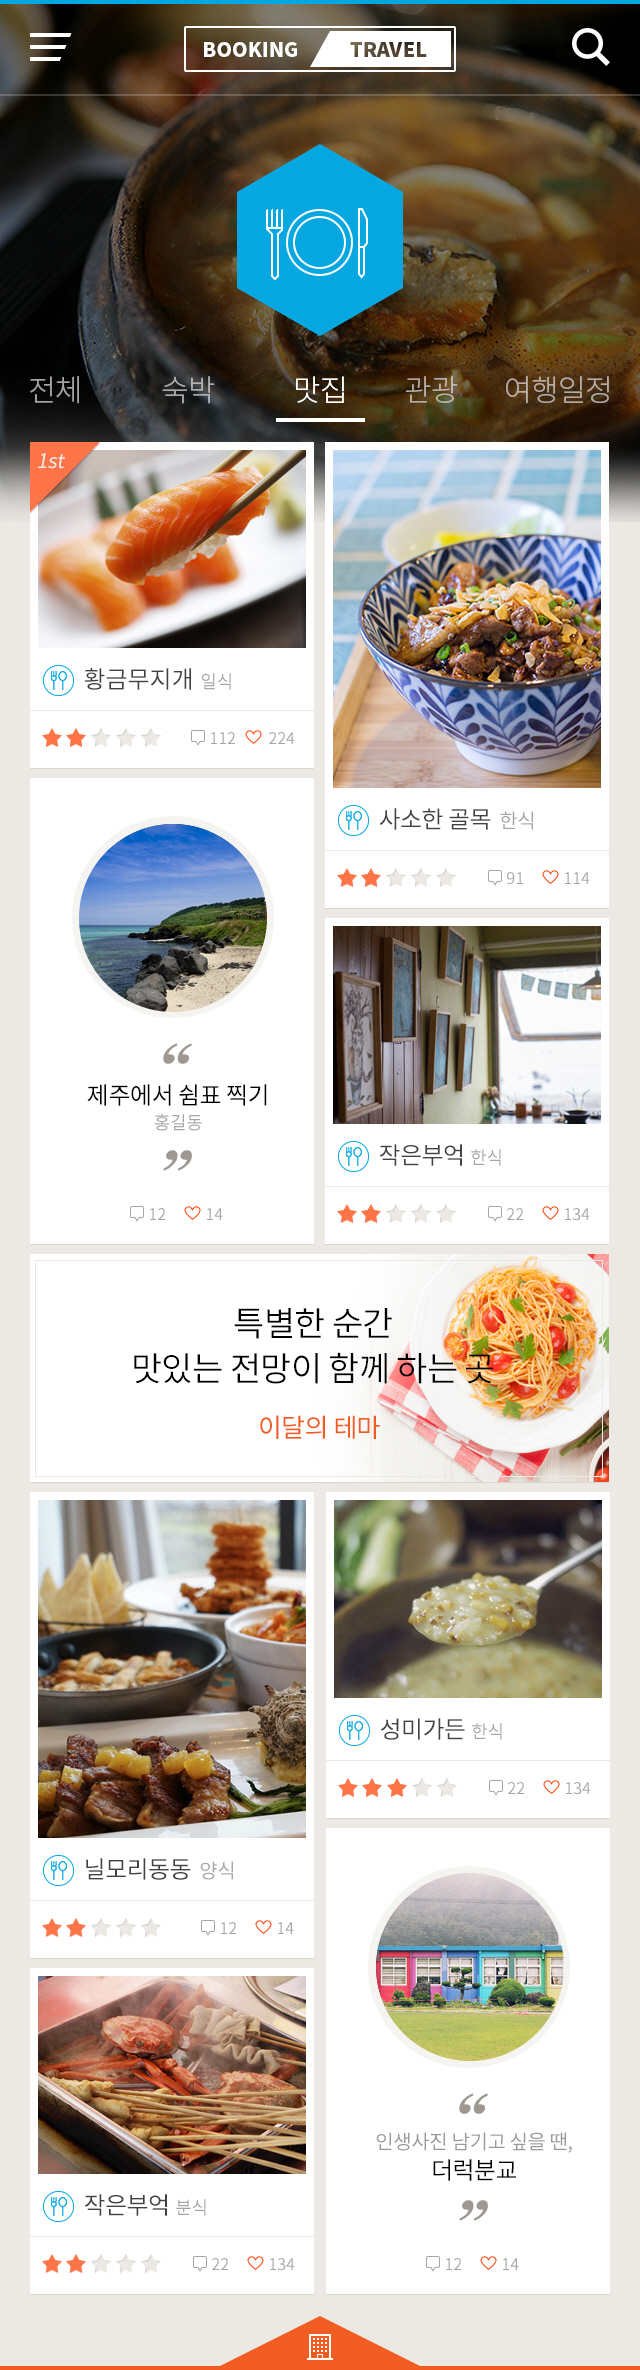 BOOKING TRAVEL
전체 숙박 맛집 관광 여행일정
1st
황금무지개 일식
112 224
사소한 골목 한식
91 114
제주에서 쉼표 찍기
홍길동
12 14
작은부엌 한식
22 134
특별한 순간
맛있는 전망이 함께 하는 곳
이달의 테마
닐모리동동 양식
12 14
성미가든 한식
22 134
작은부엌 분식
22 134
인생사진 남기고 싶을 땐,
더럭분교
12 14